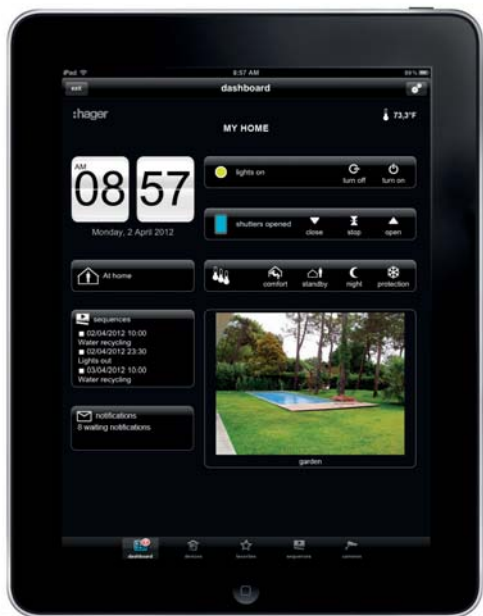 iPad 8:57 AM 99%
exit dashboard
:hager 73,3°F
MY HOME
AM
08 57
Monday, 2 April 2012
lights on turn off turn on
shutters opened close stop open
At home
comfort standby night protection
sequences
02/04/2012 10:00
Water recycling
02/04/2012 23:30
Lights out
03/04/2012 10:00
Water recycling
notifications
0 waiting notifications
garden
dashboard devices favorites sequences cameras